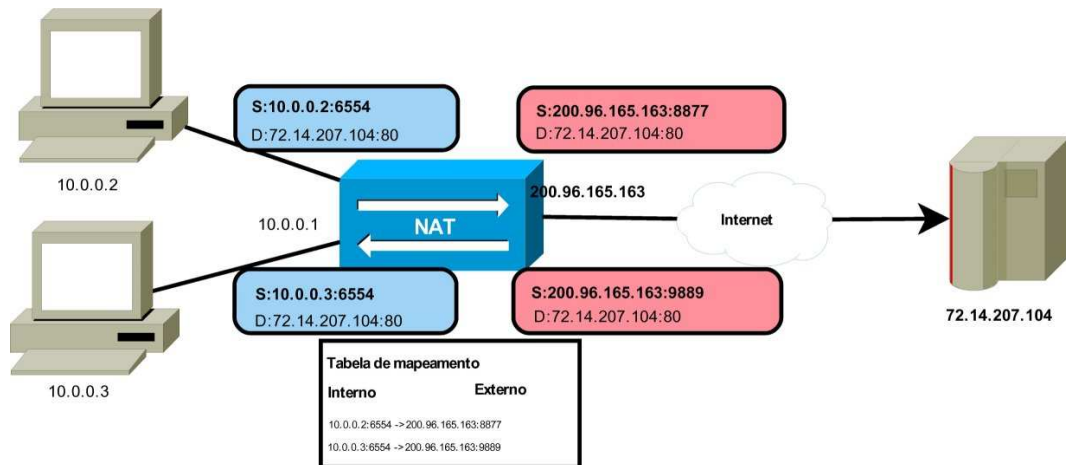 S:10.0.0.2:6554
D:72.14.207.104:80
S:200.96.165.163:8877
D:72.14.207.104:80
10.0.0.2
200.96.165.163
10.0.0.1
NAT
Internet
S:10.0.0.3:6554
D:72.14.207.104:80
S:200.96.165.163:9889
D:72.14.207.104:80
72.14.207.104
10.0.0.3
Tabela de mapeamento
Interno Externo
10.0.0.2:6554 ->200.96.165.163:8877
10.0.0.3:6554 ->200.96.165.163:9889